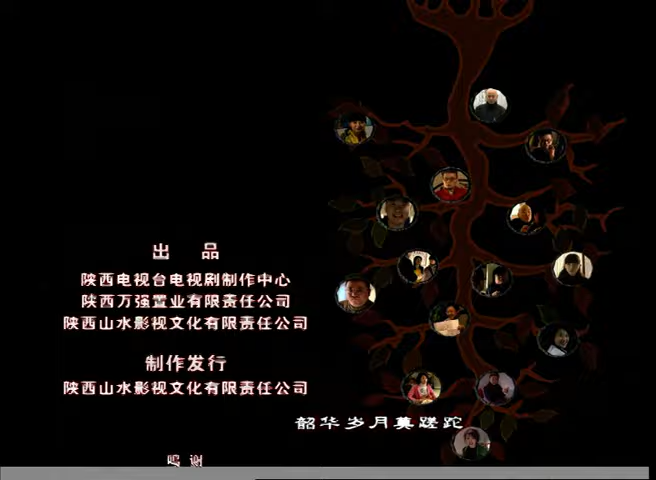 出 品
陕西电视台电视剧制作中心
陕西万强置业有限责任公司
陕西山水影视文化有限责任公司
制作发行
陕西山水影视文化有限责任公司
韶华岁月莫蹉跎